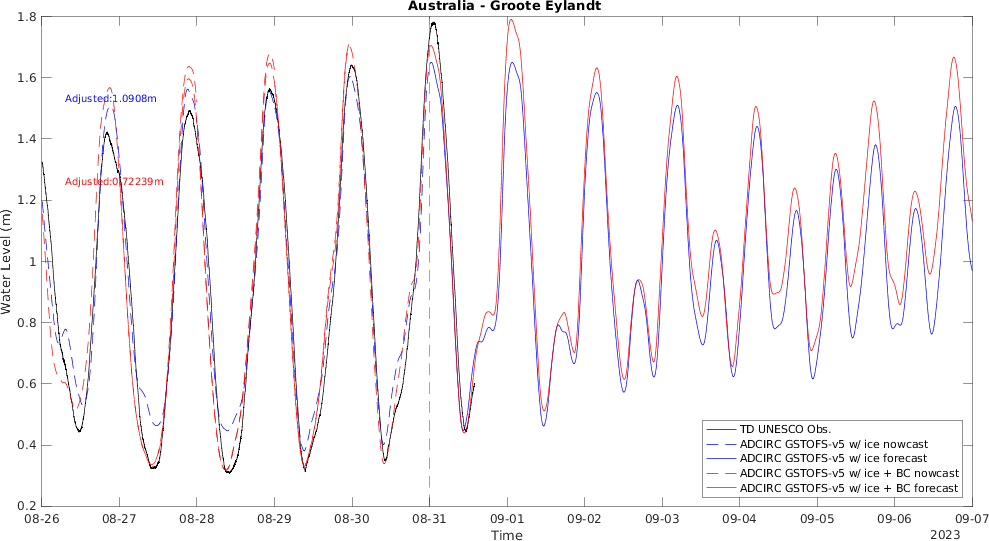 Australia - Groote Eylandt
1.8
1.6
1.4
1.2
1
0.8
0.6
0.4
0.2
Water Level (m)
Adjusted:1.0908m
Adjusted:0.72239m
TD UNESCO Obs.
ADCIRC GSTOFS-v5 w/ ice nowcast
ADCIRC GSTOFS-v5 w/ ice forecast
ADCIRC GSTOFS-v5 w/ ice + BC nowcast
ADCIRC GSTOFS-v5 w/ ice + BC forecast
08-26 08-27 08-28 08-29 08-30 08-31 09-01 09-02 09-03 09-04 09-05 09-06 09-07
Time
2023